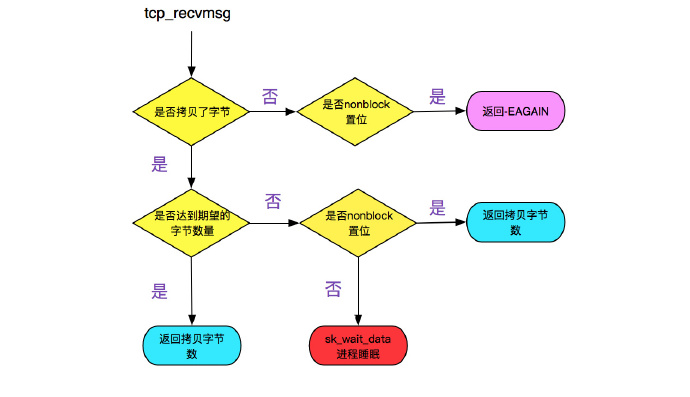 tcp_recvmsg
是否拷贝了字节
否
是否nonblock
置位
是
返回-EAGAIN
是
是否达到期望的
字节数量
否
是否nonblock
置位
是
返回拷贝字节
数
是
否
返回拷贝字节
数
sk_wait_data
进程睡眠